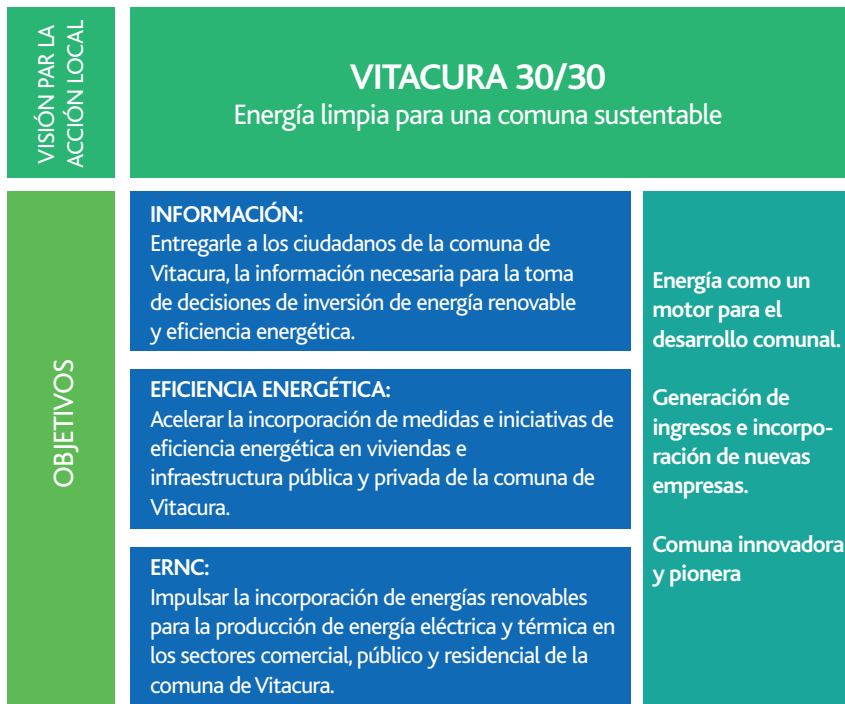 VISIÓN PAR LA
ACCIÓN LOCAL
VITACURA 30/30
Energía limpia para una comuna sustentable
OBJETIVOS
INFORMACIÓN:
Entregarle a los ciudadanos de la comuna de
Vitacura, la información necesaria para la toma
de decisiones de inversión de energía renovable
y eficiencia energética.
EFICIENCIA ENERGÉTICA:
Acelerar la incorporación de medidas e iniciativas de
eficiencia energética en viviendas e
infraestructura pública y privada de la comuna de
Vitacura.
ERNC:
Impulsar la incorporación de energías renovables
para la producción de energía eléctrica y térmica en
los sectores comercial, público y residencial de la
comuna de Vitacura.
Energía como un
motor para el
desarrollo comunal.
Generación de
ingresos e incorpo-
ración de nuevas
empresas.
Comuna innovadora
y pionera